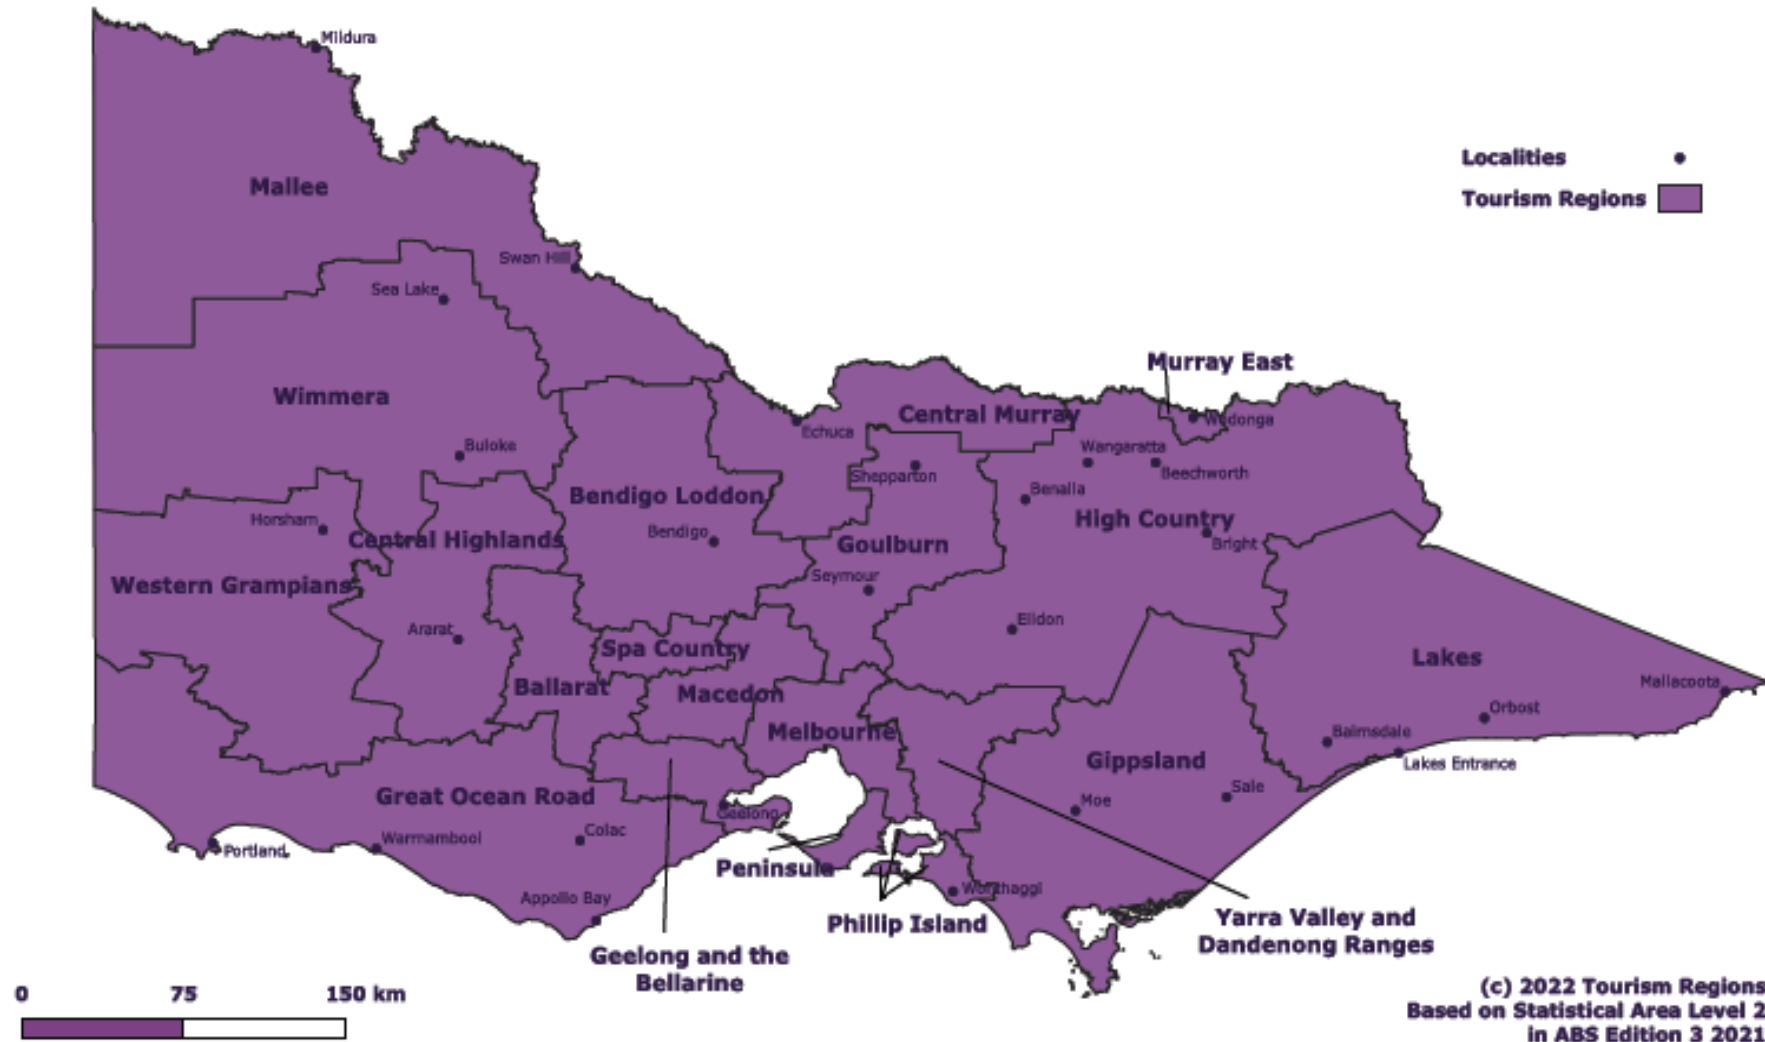 Mildura
Localities
Mallee
Tourism Regions
Swan Hill
Sea Lake
Murray East
Wimmera
Central Murray
Wodonga
Echuca
Buloke
Wangaratta
Shepparton
Beechworth
Bendigo Loddon
Benalla
Horsham
High Country
Bendigo
Central Highlands
Goulburn
Bright
Seymour
Western Grampians
Eildon
Ararat
Spa Country
Lakes
Mallacoota
Ballarat
Macedon
Orbost
Melbourne
Bairnsdale
Gippsland
Lakes Entrance
Great Ocean Road
Sale
Moe
Geelong
Colac
Warrnambool
Portland
Peninsula
Worthaggi
Appollo Bay
Phillip Island
Yarra Valley and
Dandenong Ranges
Geelong and the
Bellarine
0 75 150 km
(c) 2022 Tourism Regions
Based on Statistical Area Level 2
in ABS Edition 3 2021